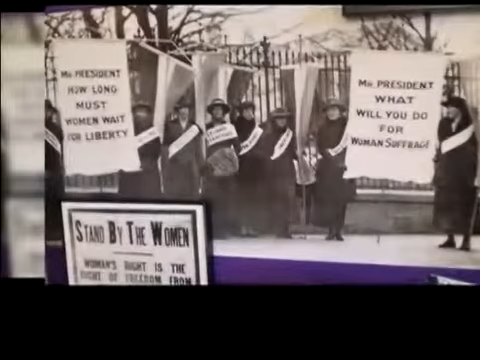 MR. PRESIDENT
HOW LONG
MUST
WOMEN WAIT
FOR LIBERTY
MR. PRESIDENT
WHAT
WILL YOU DO
FOR
WOMAN SUFFRAGE
STAND BY THE WOMEN
WOMAN'S RIGHT IS THE
RIGHT OF FREEDOM FROM